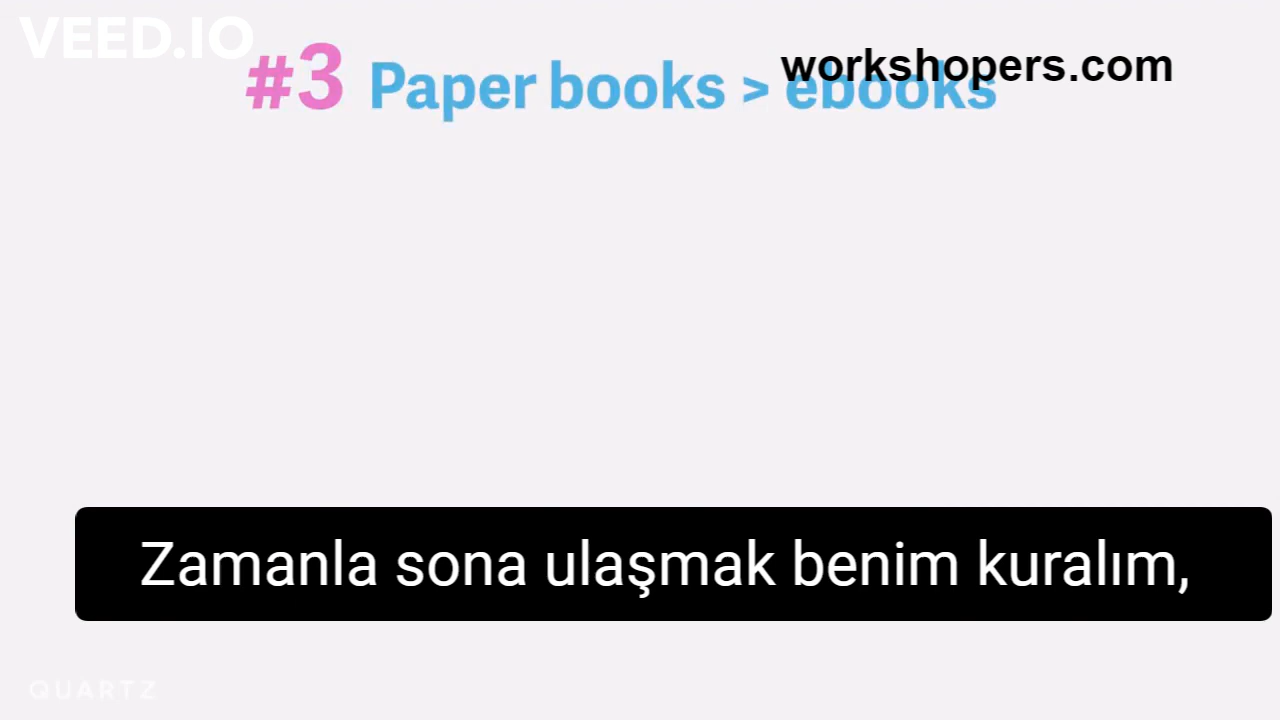 VEED.IO
#3 Paper books > ebooks
workshopers.com
Zamanla sona ulaşmak benim kuralım,
QUARTZ